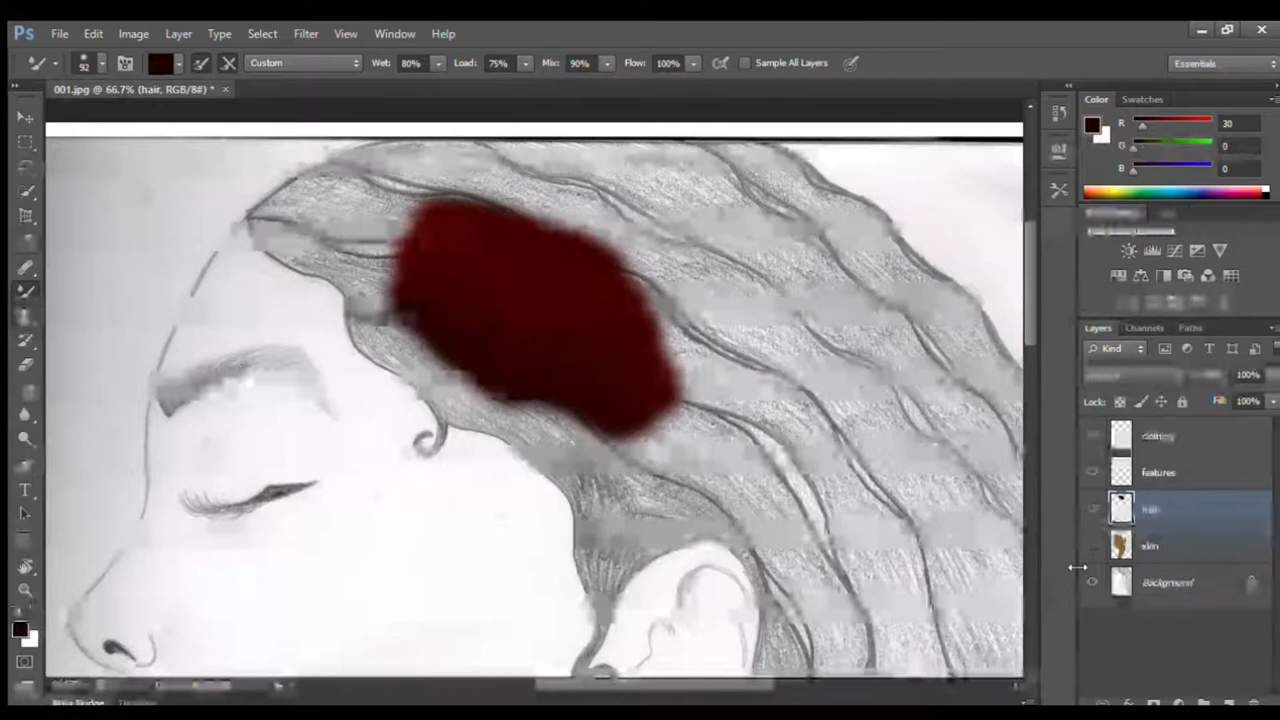 Ps File Edit Image Layer Type Select Filter View Window Help
92 Custom Wet: 80% Load: 75% Mix: 90% Flow: 100% Sample All Layers Essentials
001.jpg @ 66.7% (hair, RGB/8#) * ×
Color Swatches
R 30
G 0
B 0
Layers Channels Paths
Kind
100%
Lock: Fill: 100%
clothing
features
hair
skin
Background